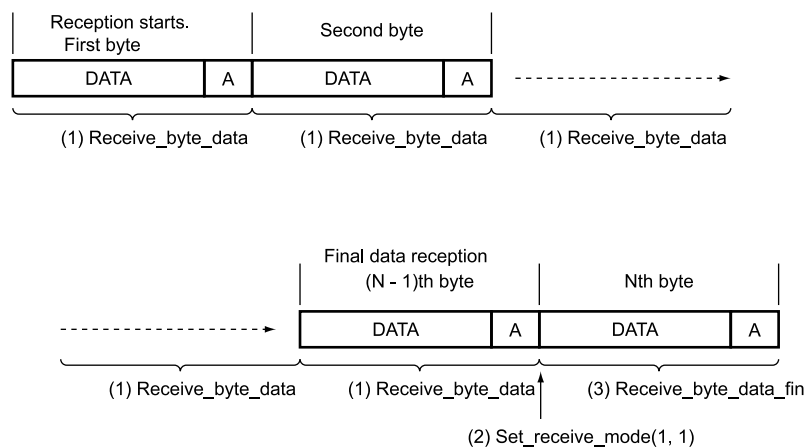 Reception starts.
First byte
Second byte
DATA
A
DATA
A
(1) Receive_byte_data
(1) Receive_byte_data
(1) Receive_byte_data
Final data reception
(N - 1)th byte
Nth byte
DATA
A
DATA
A
(1) Receive_byte_data
(1) Receive_byte_data
(3) Receive_byte_data_fin
(2) Set_receive_mode(1, 1)